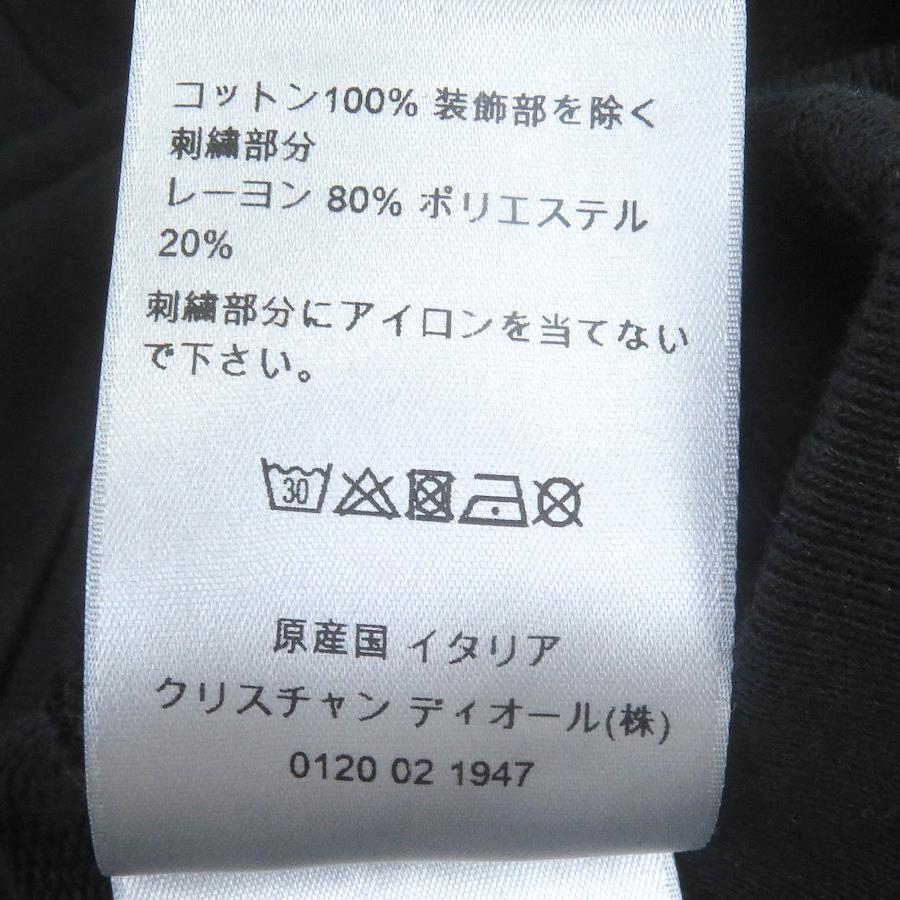 コットン100% 装飾部を除く
刺繍部分
レーヨン 80% ポリエステル
20%
刺繍部分にアイロンを当てない
で下さい。
30
原産国 イタリア
クリスチャン ディオール(株)
0120 02 1947